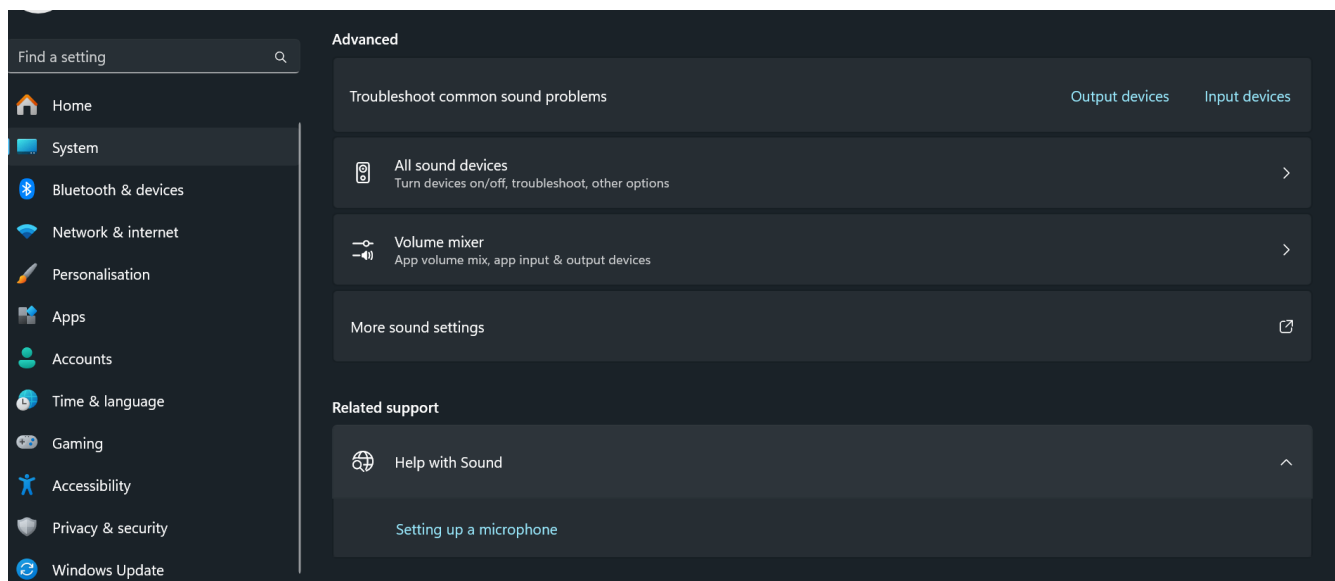 Find a setting
Home
System
Bluetooth & devices
Network & internet
Personalisation
Apps
Accounts
Time & language
Gaming
Accessibility
Privacy & security
Windows Update
Advanced
Troubleshoot common sound problems
Output devices
Input devices
All sound devices
Turn devices on/off, troubleshoot, other options
Volume mixer
App volume mix, app input & output devices
More sound settings
Related support
Help with Sound
Setting up a microphone